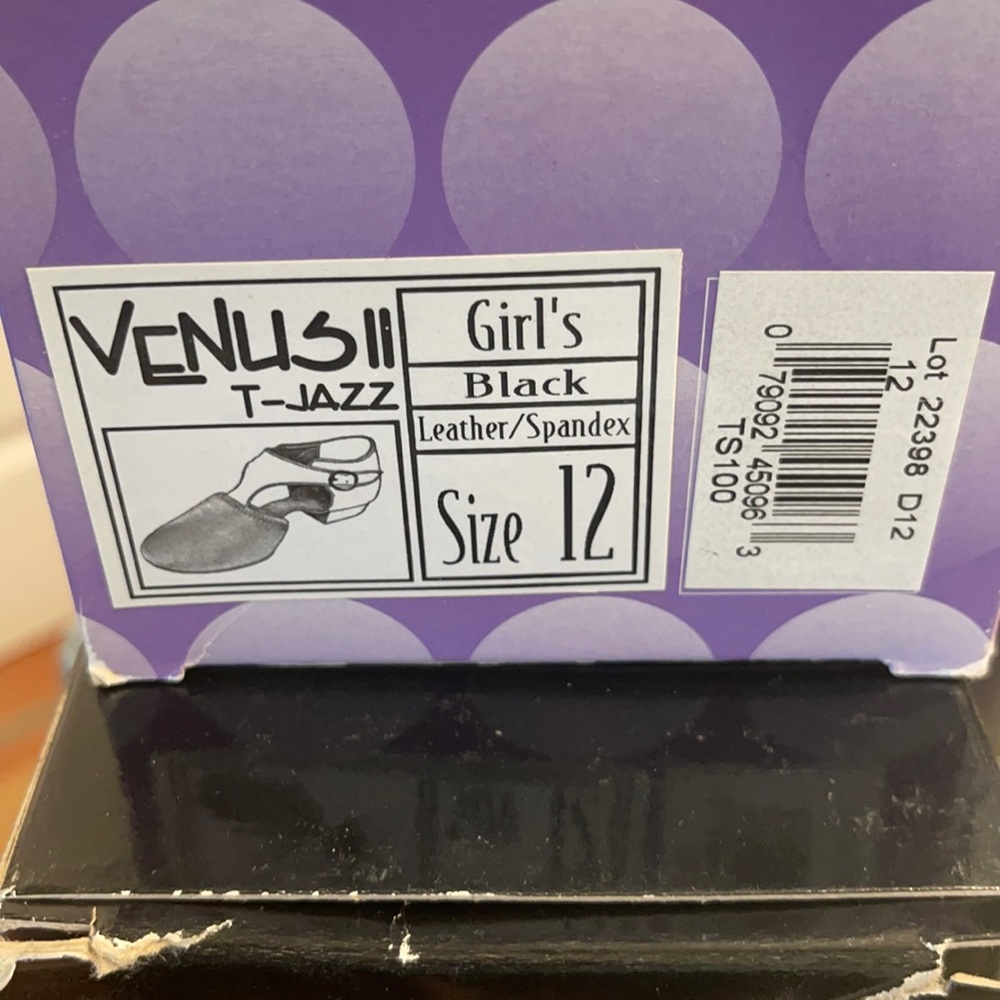 VENUS II
T-JAZZ
Girl's
Black
Leather/Spandex
Size 12
Lot 22398 D12
12
0 79092 45096 3
TS100